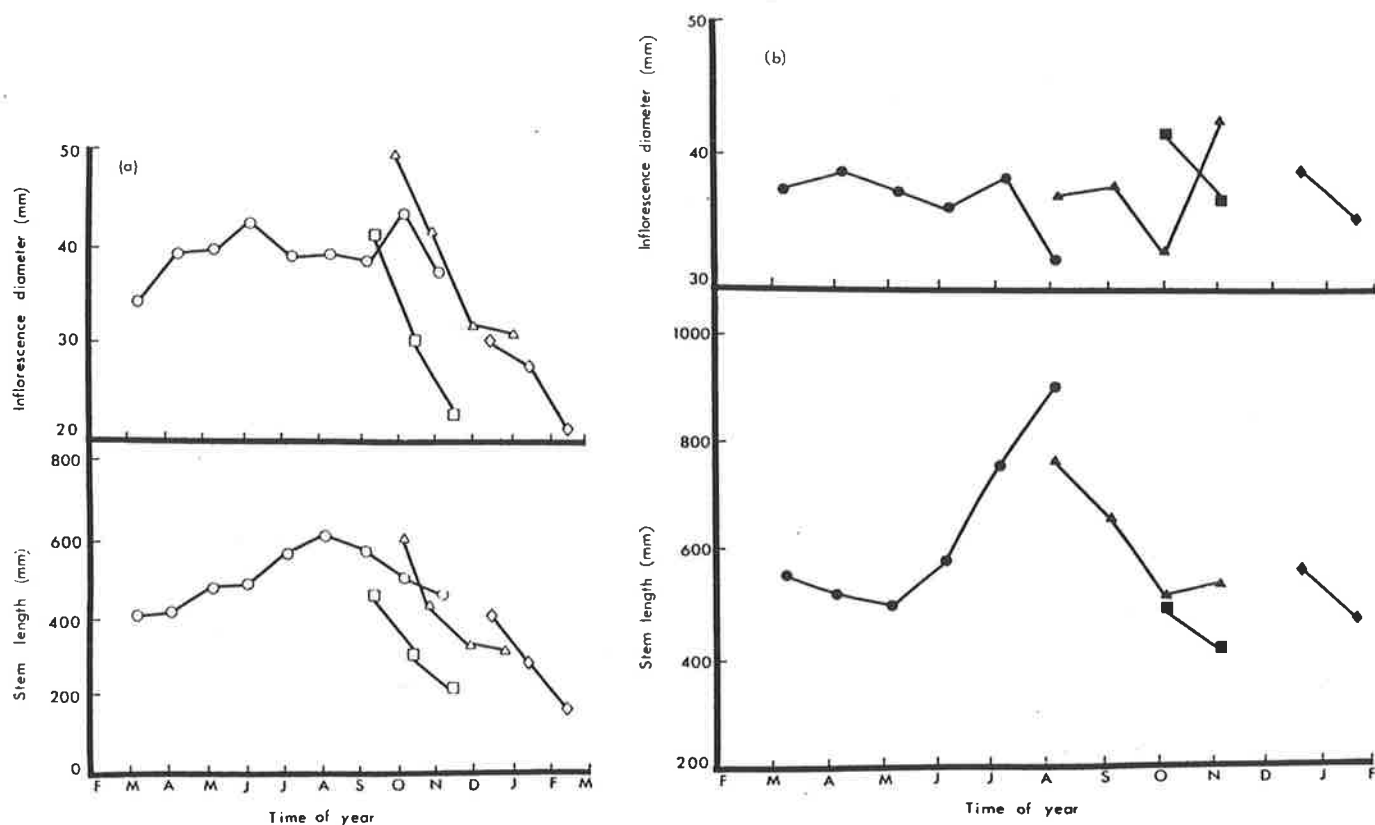 (a)
Inflorescence diameter (mm)
50
40
30
20
Stem length (mm)
800
600
400
200
0
F M A M J J A S O N D J F M
Time of year
(b)
Inflorescence diameter (mm)
50
40
30
Stem length (mm)
1000
800
600
400
200
F M A M J J A S O N D J F
Time of year